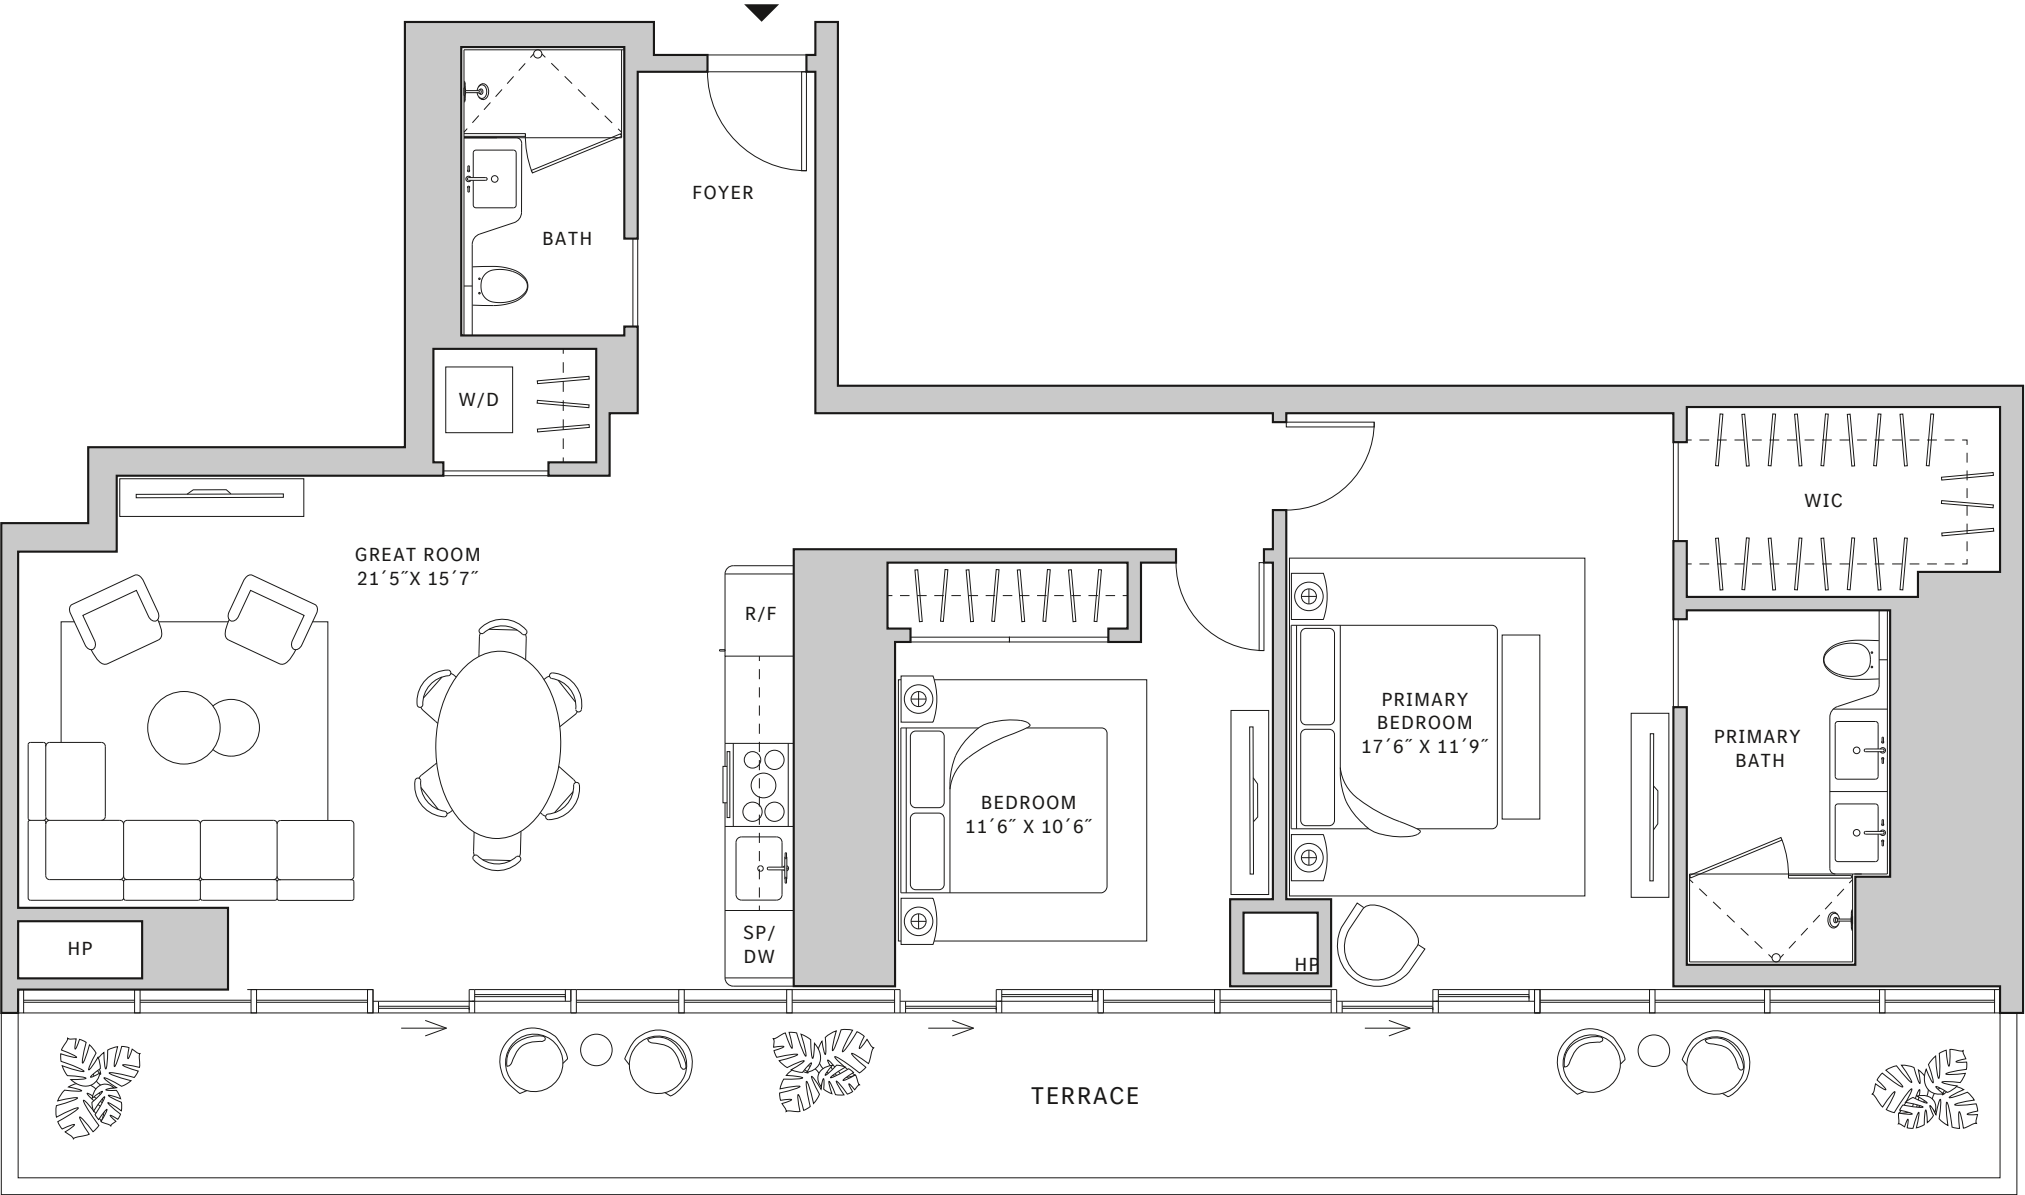 FOYER
BATH
W/D
WIC
GREAT ROOM
21´5˝X 15´7˝
R/F
PRIMARY
BEDROOM
17´6˝ X 11´9˝
PRIMARY
BATH
BEDROOM
11´6˝ X 10´6˝
SP/
DW
HP
HP
TERRACE